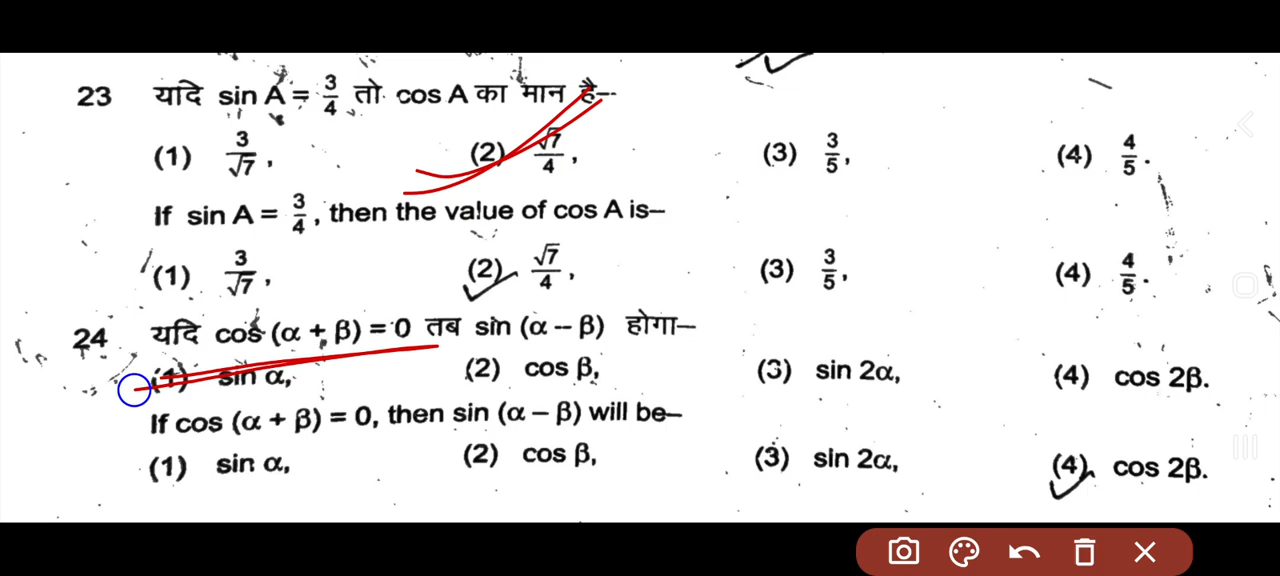 23 यदि sin A = 3/4 तो cos A का मान है–
(1) 3/√7, (2) √7/4, (3) 3/5, (4) 4/5.
If sin A = 3/4, then the value of cos A is–
(1) 3/√7, (2) √7/4, (3) 3/5, (4) 4/5.
24 यदि cos (α + β) = 0 तब sin (α – β) होगा–
(1) sin α, (2) cos β, (3) sin 2α, (4) cos 2β.
If cos (α + β) = 0, then sin (α – β) will be–
(1) sin α, (2) cos β, (3) sin 2α, (4) cos 2β.